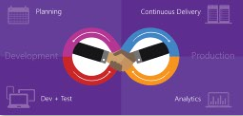 Planning
Continuous Delivery
Development
Production
Dev + Test
Analytics